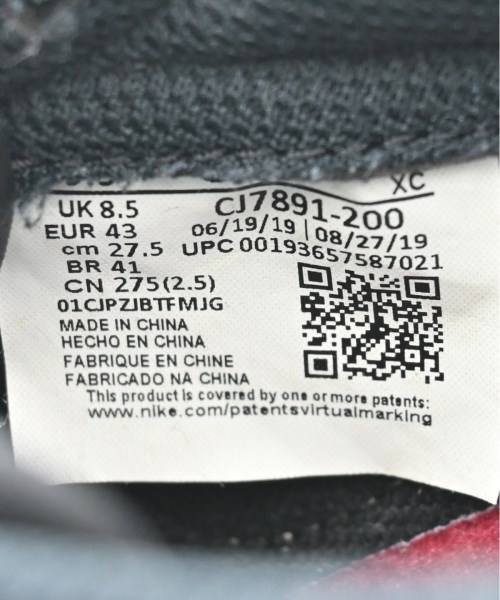 XC
UK 8.5
CJ7891-200
EUR 43
06/19/19 | 08/27/19
cm 27.5
UPC 00193657587021
BR 41
CN 275(2.5)
01CJPZJBTFMJG
MADE IN CHINA
HECHO EN CHINA
FABRIQUE EN CHINE
FABRICADO NA CHINA
This product is covered by one or more patents:
www.nike.com/patentsvirtualmarking